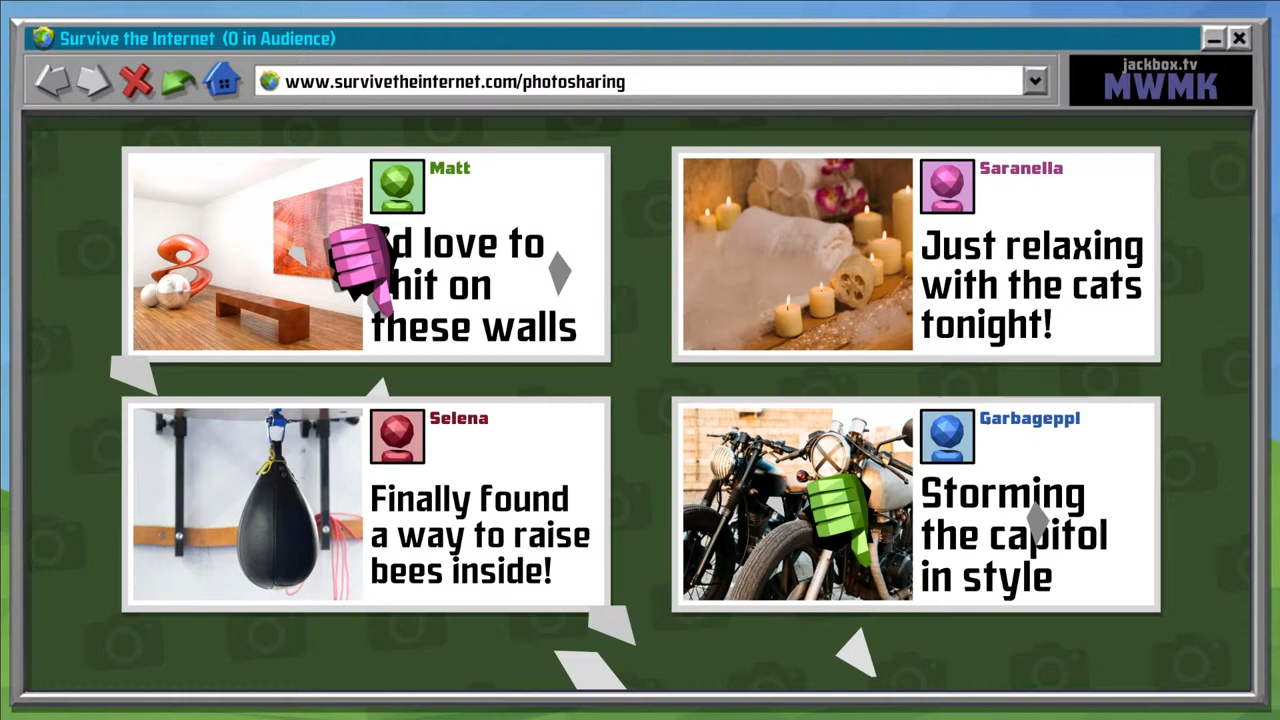 Survive the Internet (0 in Audience)
www.survivetheinternet.com/photosharing
jackbox.tv
MWMK
Matt
I'd love to
hit on
these walls
Saranella
Just relaxing
with the cats
tonight!
Selena
Finally found
a way to raise
bees inside!
Garbageppl
Storming
the capitol
in style